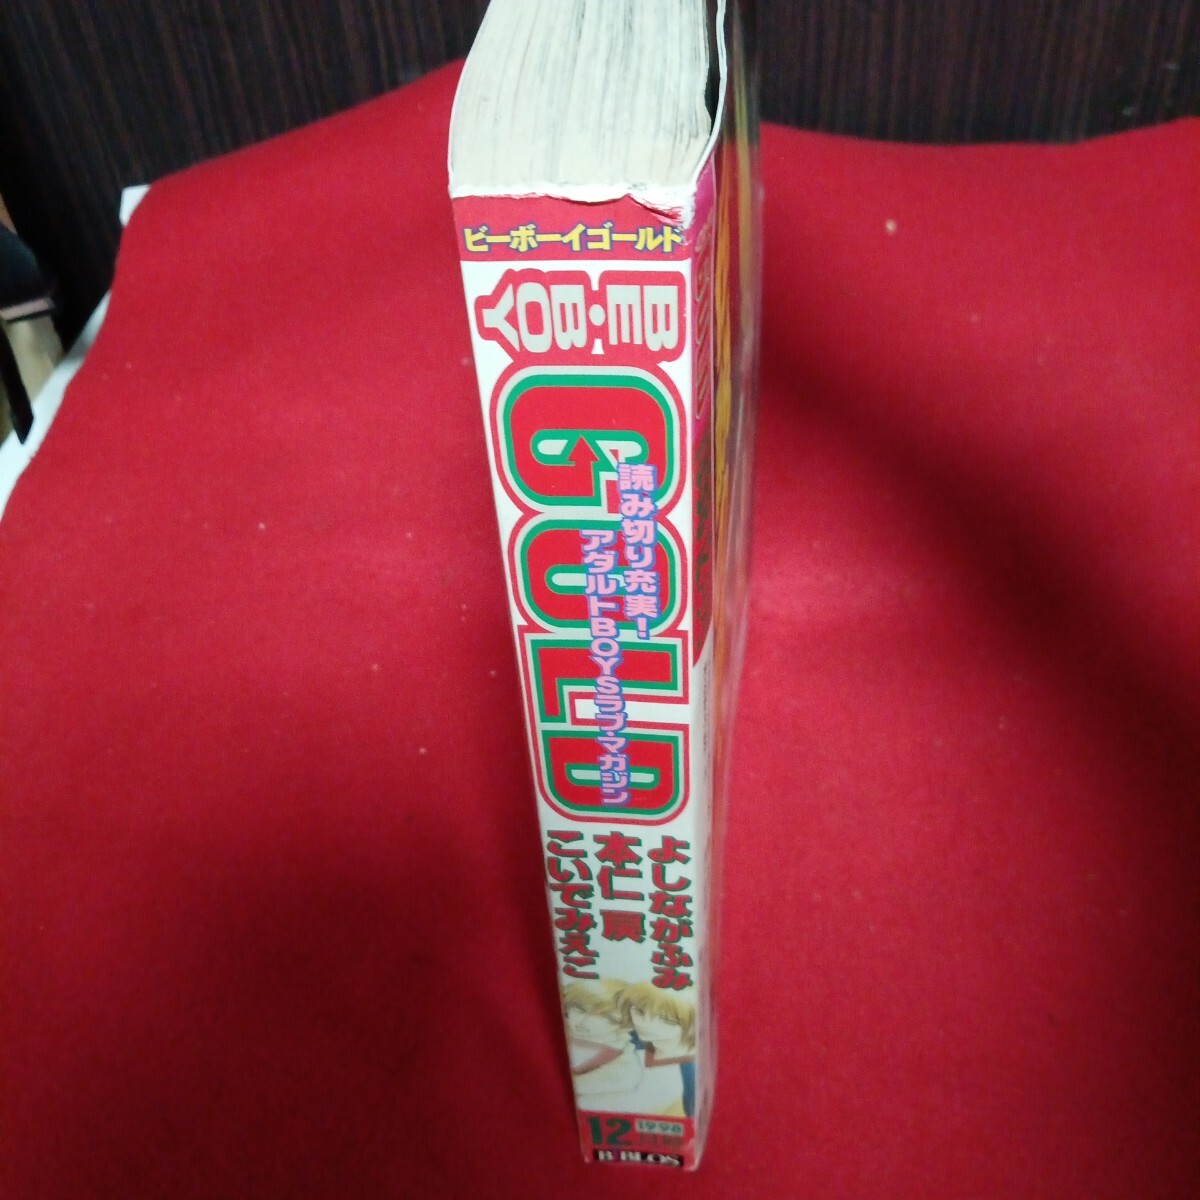 ビーボーイゴールド
BE・BOY
GOLD
読み切り充実!
アダルトBOYSラブ・マガジン
よしながふみ
本仁 戻
こいでみえこ
12
1998
BIBLOS